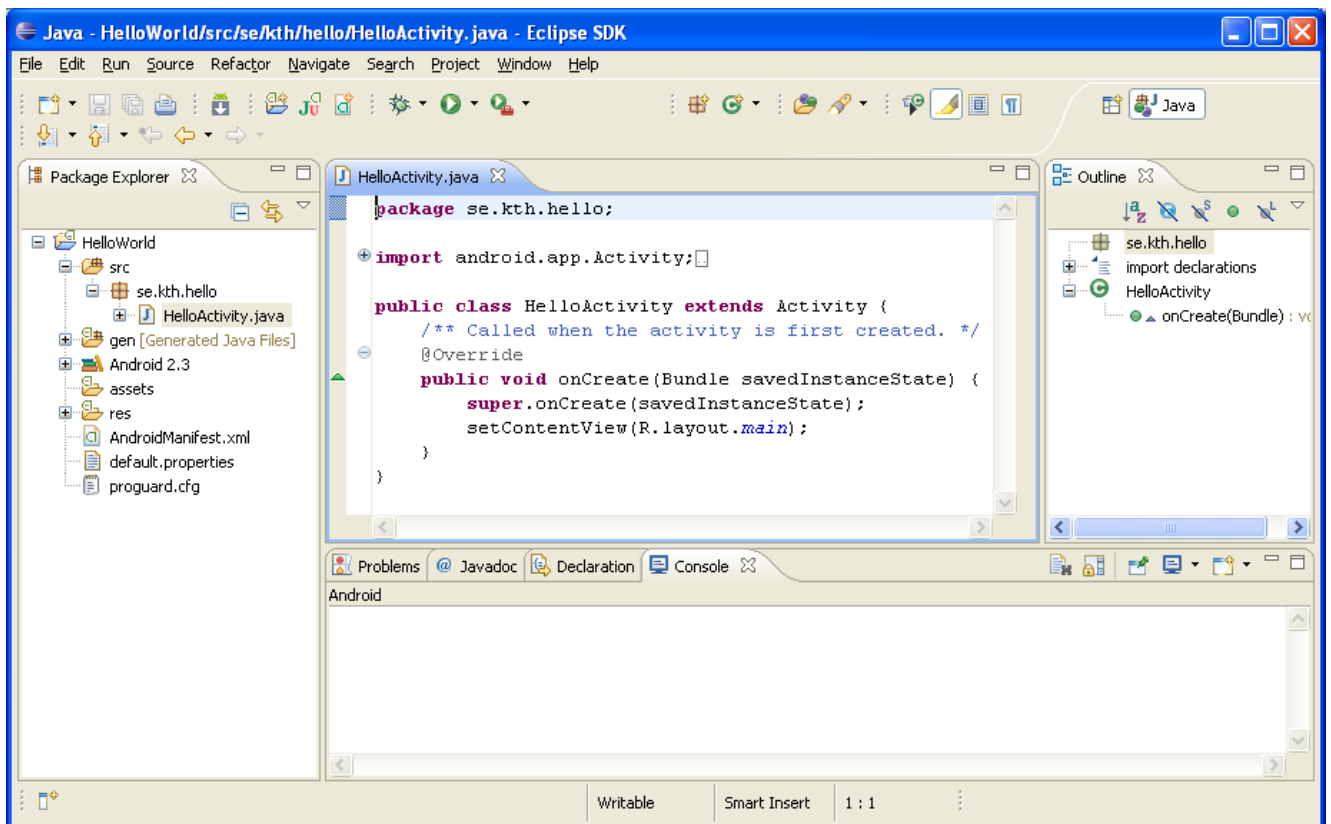 Java - HelloWorld/src/se/kth/hello/HelloActivity.java - Eclipse SDK
File Edit Run Source Refactor Navigate Search Project Window Help
Java
Package Explorer
HelloWorld
src
se.kth.hello
HelloActivity.java
gen [Generated Java Files]
Android 2.3
assets
res
AndroidManifest.xml
default.properties
proguard.cfg
HelloActivity.java
package se.kth.hello;
import android.app.Activity;
public class HelloActivity extends Activity {
/** Called when the activity is first created. */
@Override
public void onCreate(Bundle savedInstanceState) {
super.onCreate(savedInstanceState);
setContentView(R.layout.main);
}
}
Outline
se.kth.hello
import declarations
HelloActivity
onCreate(Bundle) : vo
Problems @ Javadoc Declaration Console
Android
Writable Smart Insert 1 : 1